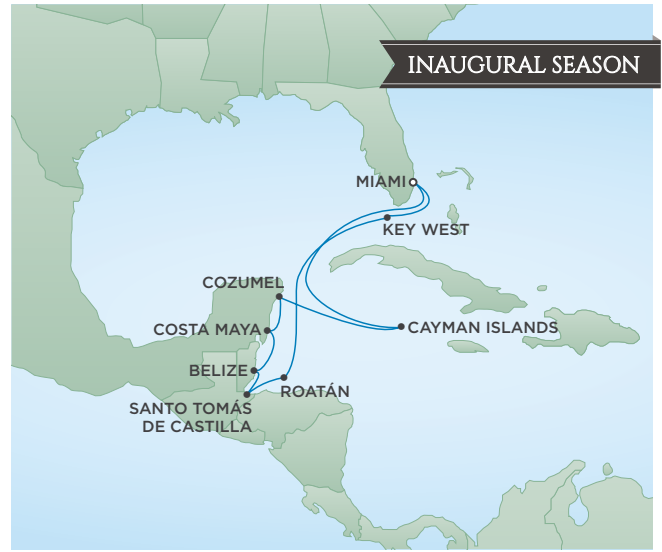 INAUGURAL SEASON
MIAMI
KEY WEST
COZUMEL
COSTA MAYA
CAYMAN ISLANDS
BELIZE
ROATÁN
SANTO TOMÁS
DE CASTILLA